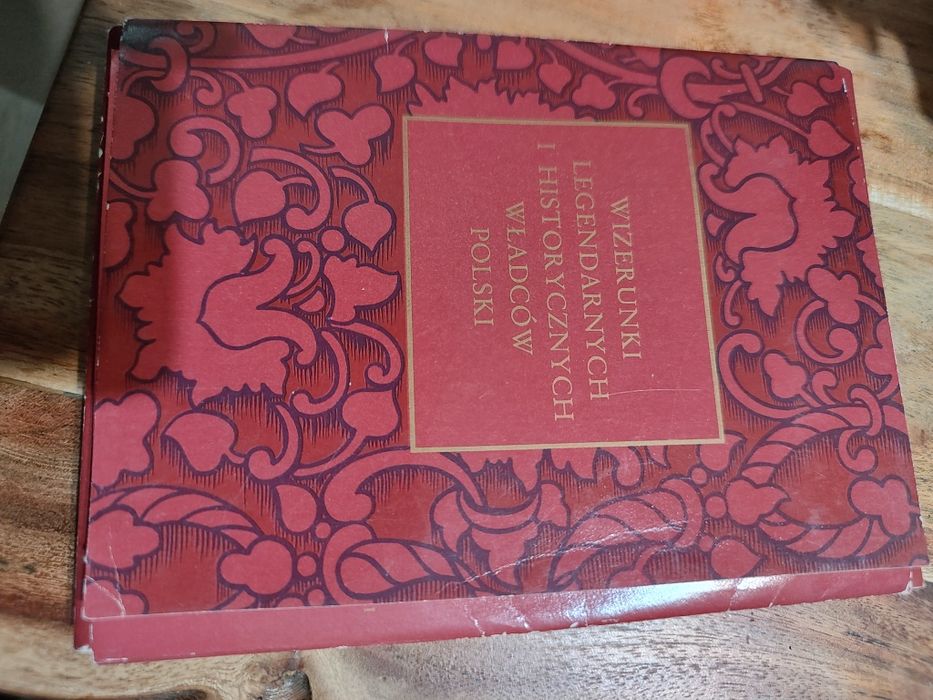 WIZERUNKI
LEGENDARNYCH
I HISTORYCZNYCH
WŁADCÓW
POLSKI